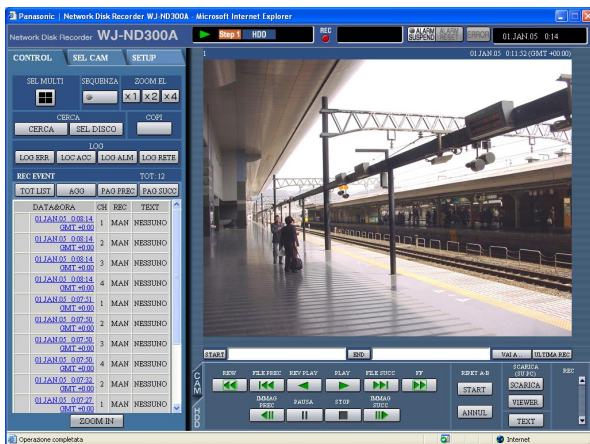 Panasonic | Network Disk Recorder WJ-ND300A - Microsoft Internet Explorer
Network Disk Recorder WJ-ND300A
Step 1 HDD
REC
ALARM SUSPEND
ALARM RESET
ERROR
01.JAN.05 0:14
CONTROL SEL CAM SETUP
1 01.JAN.05 0:11:52 (GMT +00:00)
SEL MULTI SEQUENZA ZOOM EL
x1 x2 x4
CERCA COPI
CERCA SEL DISCO
LOG
LOG ERR LOC ACC LOG ALM LOG RETE
REC EVENT TOT: 12
TOT LIST AGG PAG PREC PAG SUCC
DATA&ORA CH REC TEXT
01.JAN.05 0:08:14 GMT +0:00 1 MAN NESSUNO
01.JAN.05 0:08:14 GMT +0:00 2 MAN NESSUNO
01.JAN.05 0:08:14 GMT +0:00 3 MAN NESSUNO
01.JAN.05 0:08:14 GMT +0:00 4 MAN NESSUNO
01.JAN.05 0:07:51 GMT +0:00 1 MAN NESSUNO
01.JAN.05 0:07:50 GMT +0:00 2 MAN NESSUNO
01.JAN.05 0:07:50 GMT +0:00 3 MAN NESSUNO
01.JAN.05 0:07:50 GMT +0:00 4 MAN NESSUNO
01.JAN.05 0:07:32 GMT +0:00 2 MAN NESSUNO
01.JAN.05 0:07:27 GMT +0:00 1 MAN NESSUNO
ZOOM IN
START END VAI A... ULTIMA REC
CAM
HDD
REW FILE PREC REV PLAY PLAY FILE SUCC FF
IMMAG PREC PAUSA STOP IMMAG SUCC
RIPET A-B
START
ANNUL
SCARICA (SU PC)
SCARICA
VIEWER
TEXT
REC
Operazione completata
Internet